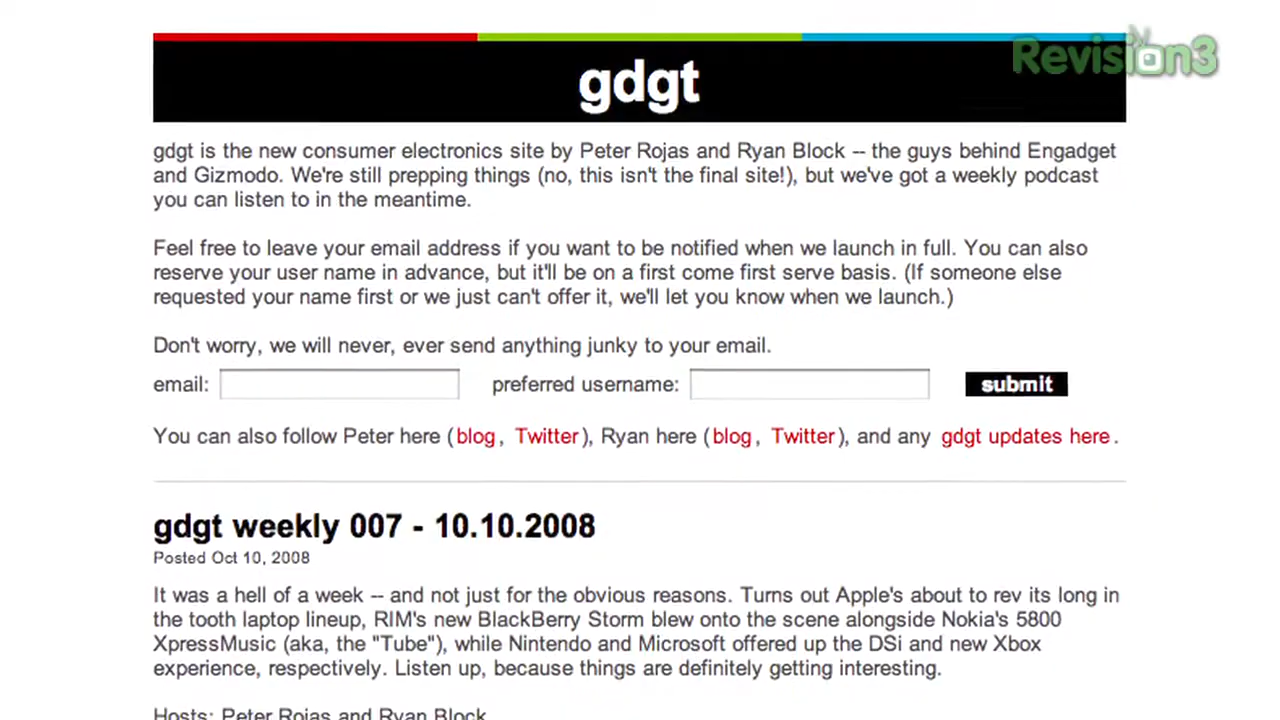 Revision3
gdgt
gdgt is the new consumer electronics site by Peter Rojas and Ryan Block -- the guys behind Engadget
and Gizmodo. We're still prepping things (no, this isn't the final site!), but we've got a weekly podcast
you can listen to in the meantime.
Feel free to leave your email address if you want to be notified when we launch in full. You can also
reserve your user name in advance, but it'll be on a first come first serve basis. (If someone else
requested your name first or we just can't offer it, we'll let you know when we launch.)
Don't worry, we will never, ever send anything junky to your email.
email: preferred username: submit
You can also follow Peter here (blog, Twitter), Ryan here (blog, Twitter), and any gdgt updates here.
gdgt weekly 007 - 10.10.2008
Posted Oct 10, 2008
It was a hell of a week -- and not just for the obvious reasons. Turns out Apple's about to rev its long in
the tooth laptop lineup, RIM's new BlackBerry Storm blew onto the scene alongside Nokia's 5800
XpressMusic (aka, the "Tube"), while Nintendo and Microsoft offered up the DSi and new Xbox
experience, respectively. Listen up, because things are definitely getting interesting.
Hosts: Peter Rojas and Ryan Block